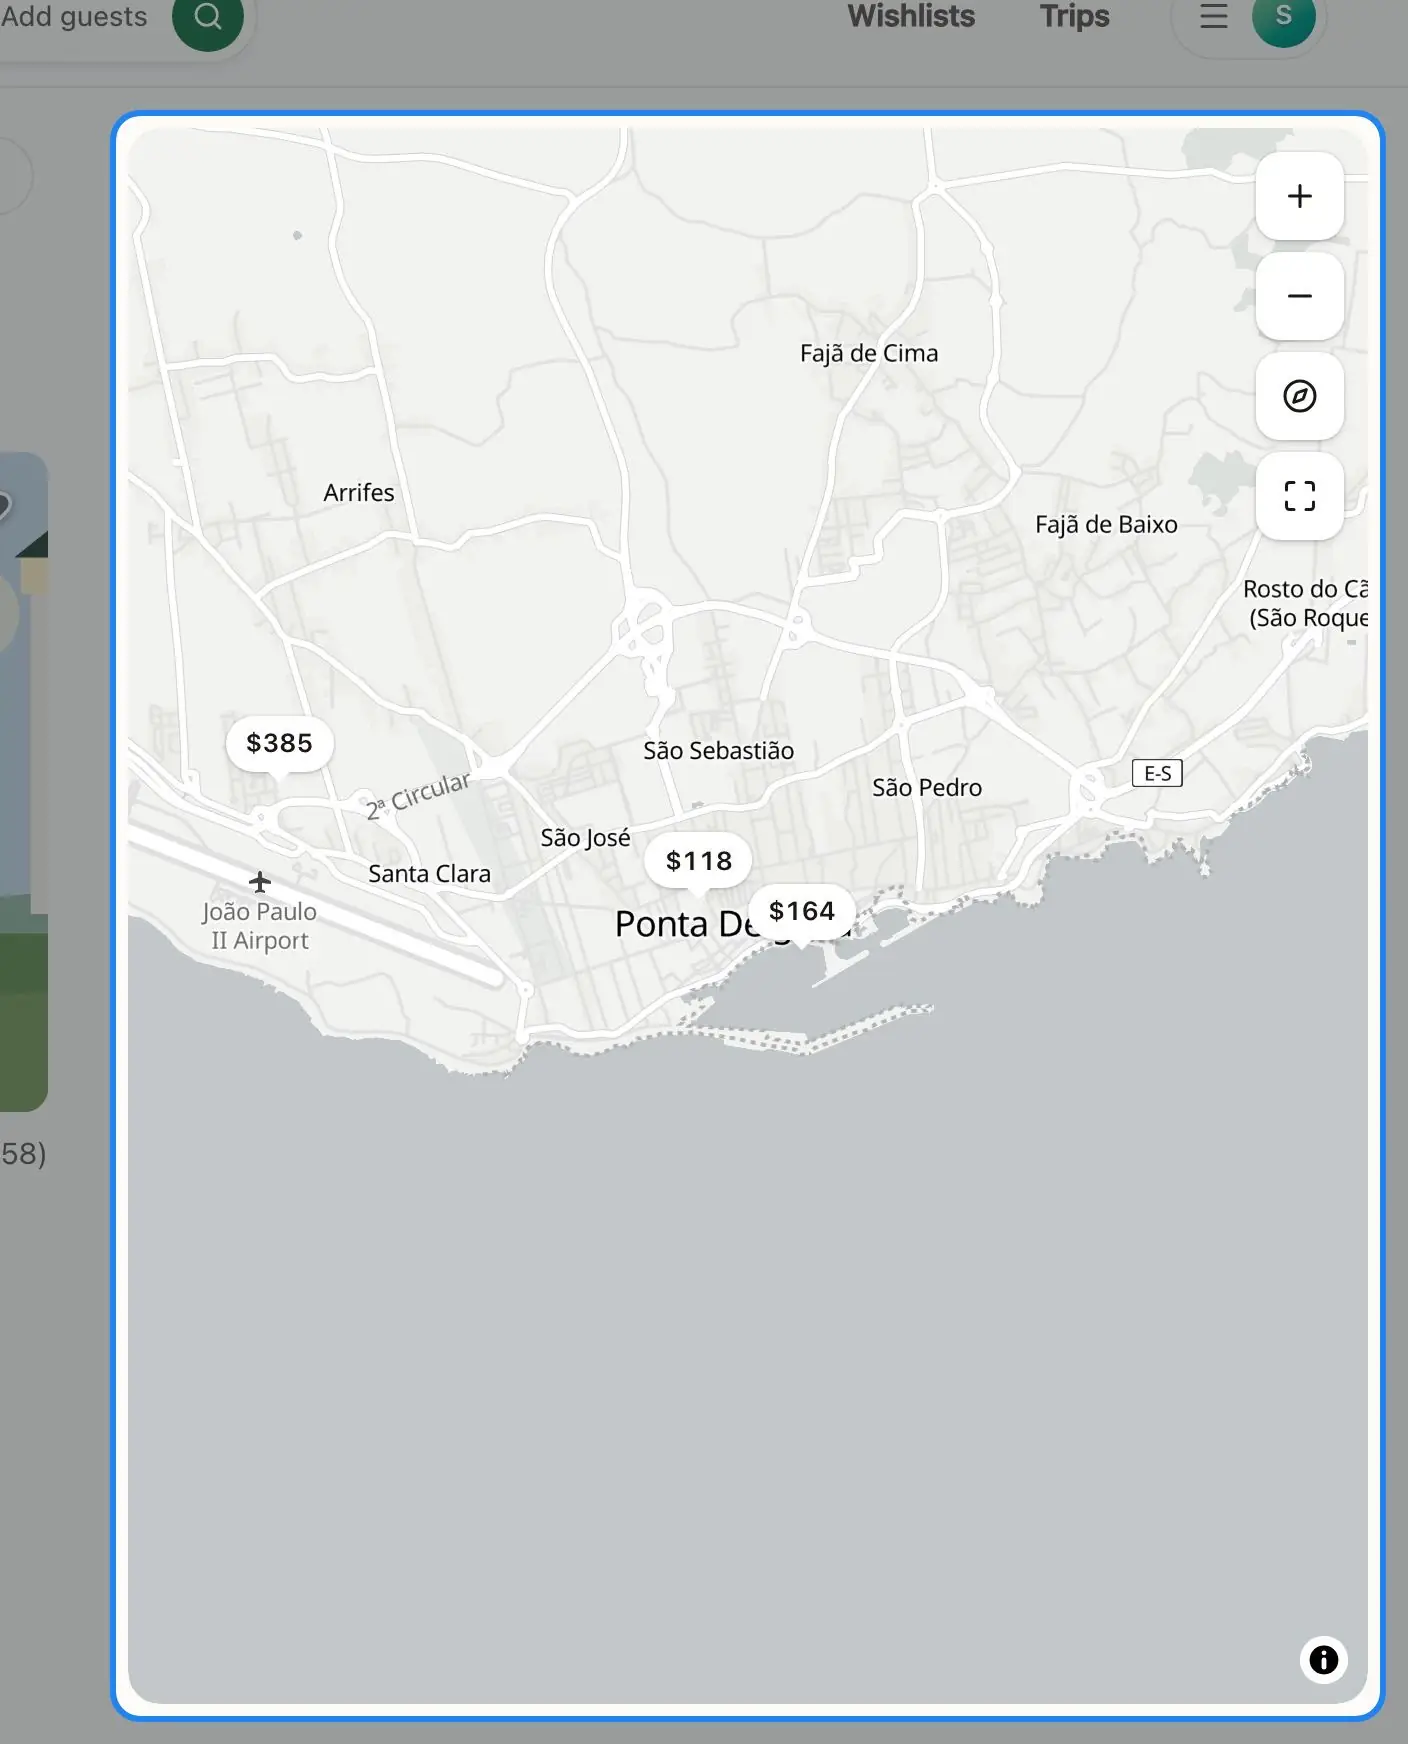 Add guests
Wishlists
Trips
S
Fajã de Cima
Arrifes
Fajã de Baixo
Rosto do Cã
(São Roque
$385
São Sebastião
E-S
2ª Circular
São Pedro
São José
$118
Santa Clara
$164
João Paulo
II Airport
Ponta De
58)